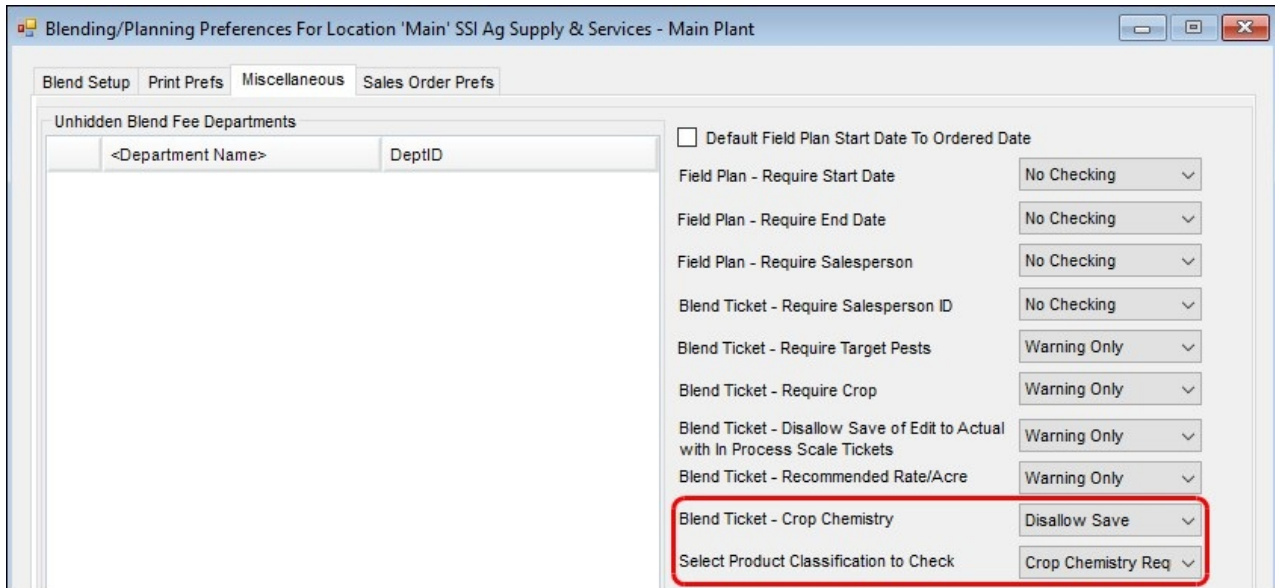 Blending/Planning Preferences For Location 'Main' SSI Ag Supply & Services - Main Plant
Blend Setup Print Prefs Miscellaneous Sales Order Prefs
Unhidden Blend Fee Departments
<Department Name> DeptID
Default Field Plan Start Date To Ordered Date
Field Plan - Require Start Date No Checking
Field Plan - Require End Date No Checking
Field Plan - Require Salesperson No Checking
Blend Ticket - Require Salesperson ID No Checking
Blend Ticket - Require Target Pests Warning Only
Blend Ticket - Require Crop Warning Only
Blend Ticket - Disallow Save of Edit to Actual
with In Process Scale Tickets Warning Only
Blend Ticket - Recommended Rate/Acre Warning Only
Blend Ticket - Crop Chemistry Disallow Save
Select Product Classification to Check Crop Chemistry Req